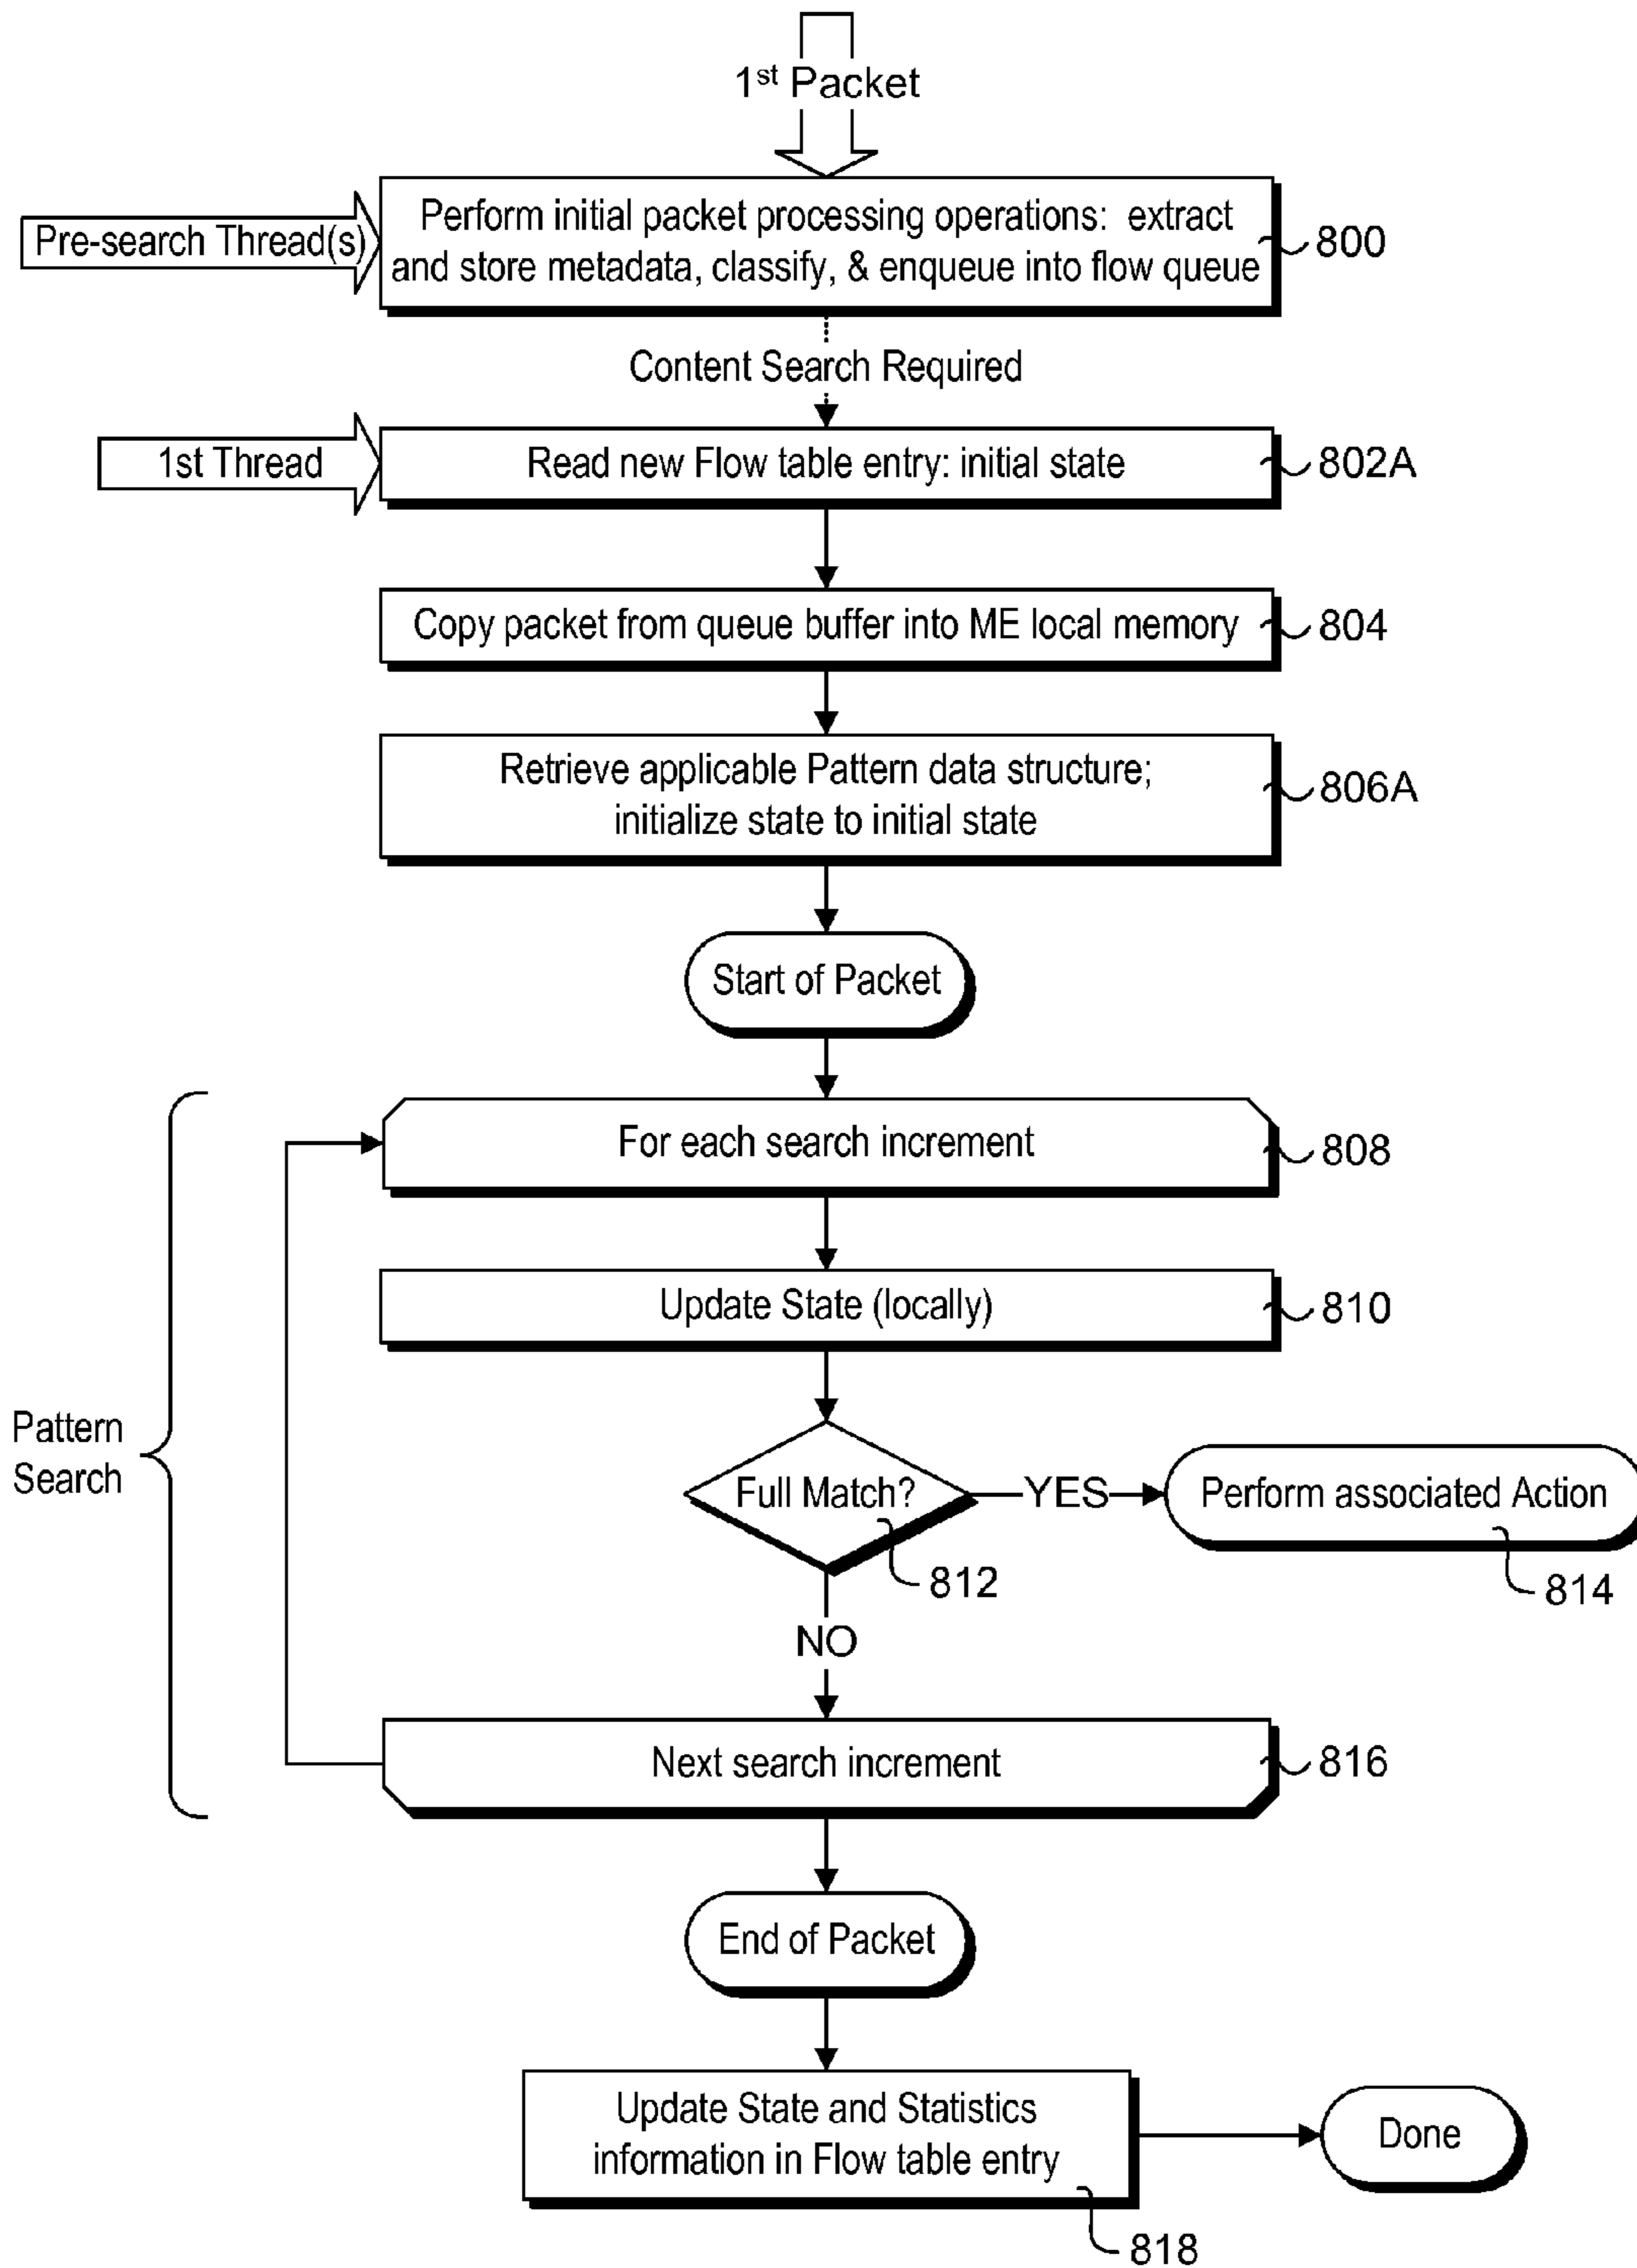 1st Packet
Pre-search Thread(s)
Perform initial packet processing operations: extract
and store metadata, classify, & enqueue into flow queue
800
Content Search Required
1st Thread
Read new Flow table entry: initial state
802A
Copy packet from queue buffer into ME local memory
804
Retrieve applicable Pattern data structure;
initialize state to initial state
806A
Start of Packet
For each search increment
808
Update State (locally)
810
Pattern
Search
Full Match?
YES
Perform associated Action
812
814
NO
Next search increment
816
End of Packet
Update State and Statistics
information in Flow table entry
Done
818